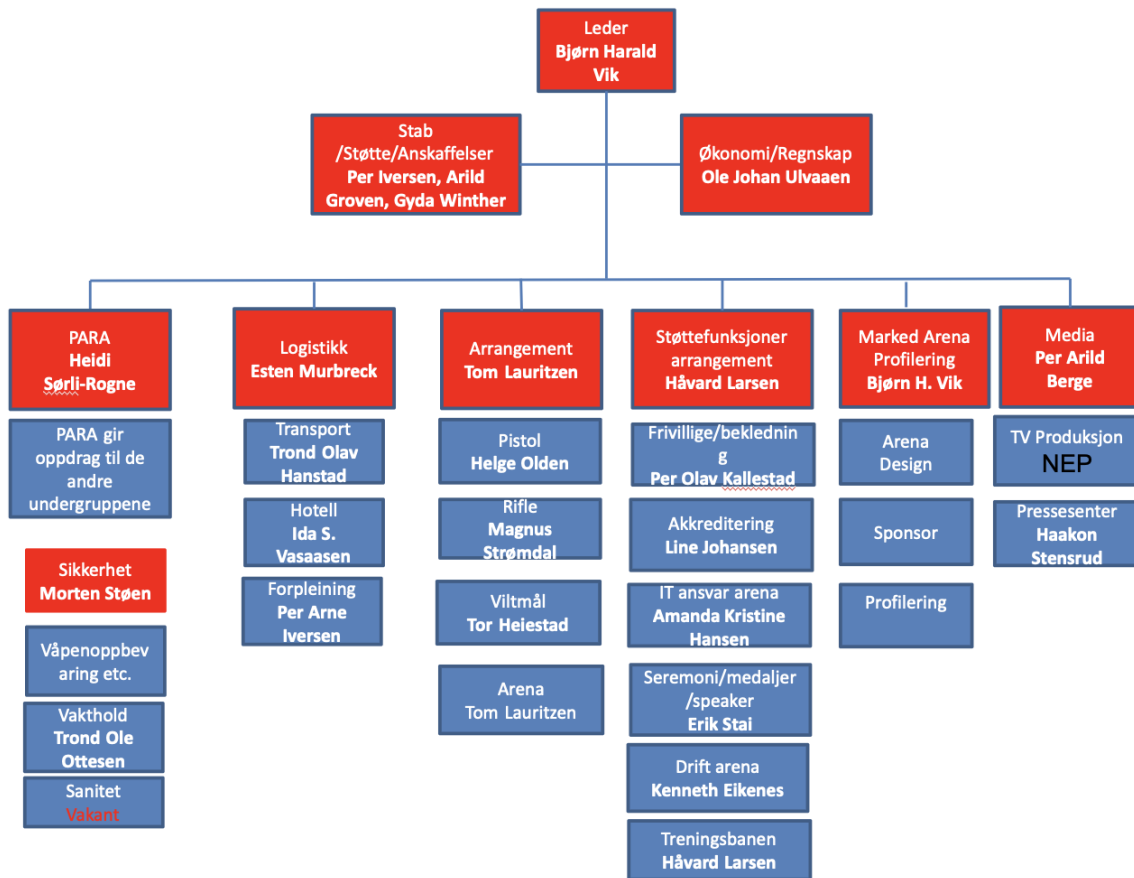 Leder
Bjørn Harald
Vik
Stab
/Støtte/Anskaffelser
Per Iversen, Arild
Groven, Gyda Winther
Økonomi/Regnskap
Ole Johan Ulvaaen
PARA
Heidi
Sørli-Rogne
PARA gir
oppdrag til de
andre
undergruppene
Sikkerhet
Morten Støen
Våpenoppbev
aring etc.
Vakthold
Trond Ole
Ottesen
Sanitet
Vakant
Logistikk
Esten Murbreck
Transport
Trond Olav
Hanstad
Hotell
Ida S.
Vasaasen
Forpleining
Per Arne
Iversen
Arrangement
Tom Lauritzen
Pistol
Helge Olden
Rifle
Magnus
Strømdal
Viltmål
Tor Heiestad
Arena
Tom Lauritzen
Støttefunksjoner
arrangement
Håvard Larsen
Frivillige/beklednin
g
Per Olav Kallestad
Akkreditering
Line Johansen
IT ansvar arena
Amanda Kristine
Hansen
Seremoni/medaljer
/speaker
Erik Stai
Drift arena
Kenneth Eikenes
Treningsbanen
Håvard Larsen
Marked Arena
Profilering
Bjørn H. Vik
Arena
Design
Sponsor
Profilering
Media
Per Arild
Berge
TV Produksjon
NEP
Pressesenter
Haakon
Stensrud